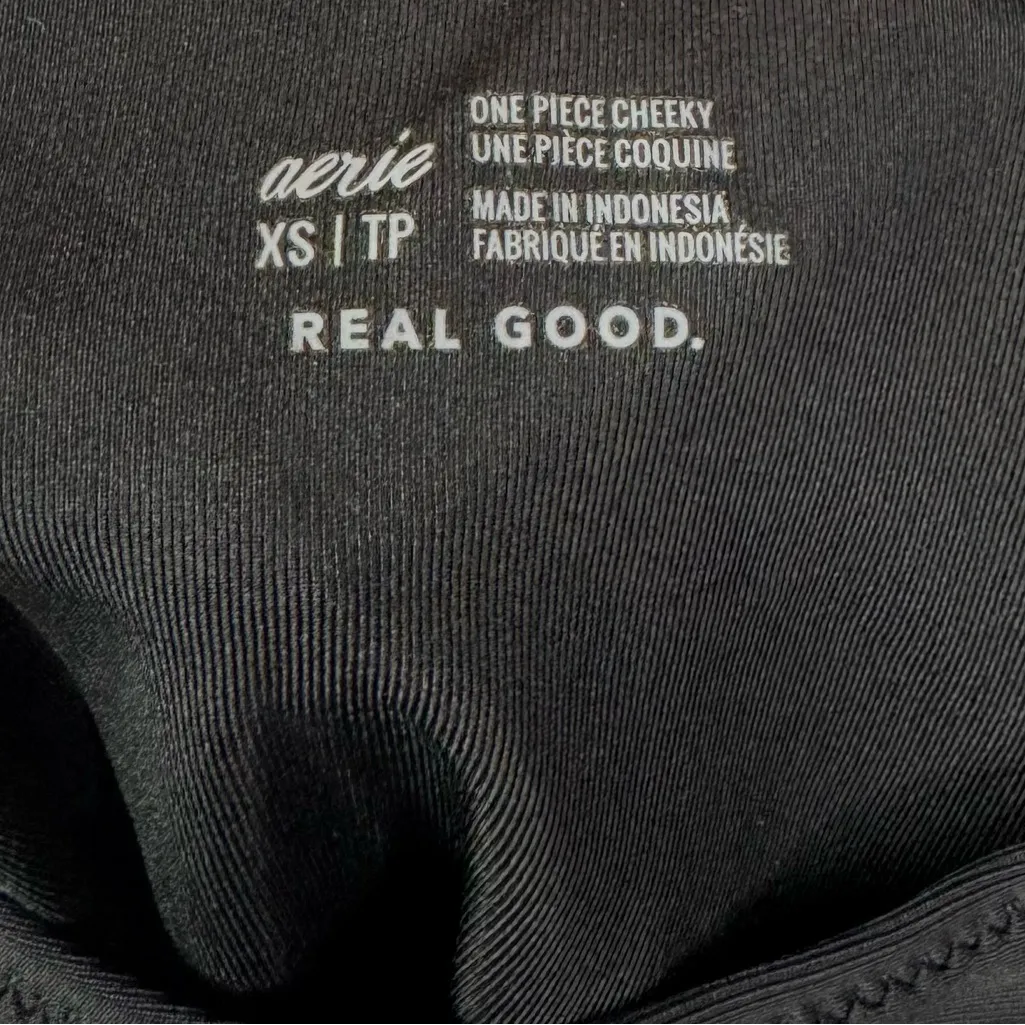 aerie
XS | TP
ONE PIECE CHEEKY
UNE PIÈCE COQUINE
MADE IN INDONESIA
FABRIQUÉ EN INDONÉSIE
REAL GOOD.